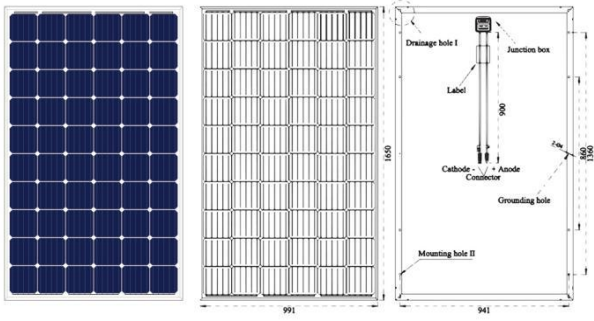 Drainage hole I
Junction box
Label
900
Cathode - + Anode
Connector
Grounding hole
Mounting hole II
1650
860
1360
991
941